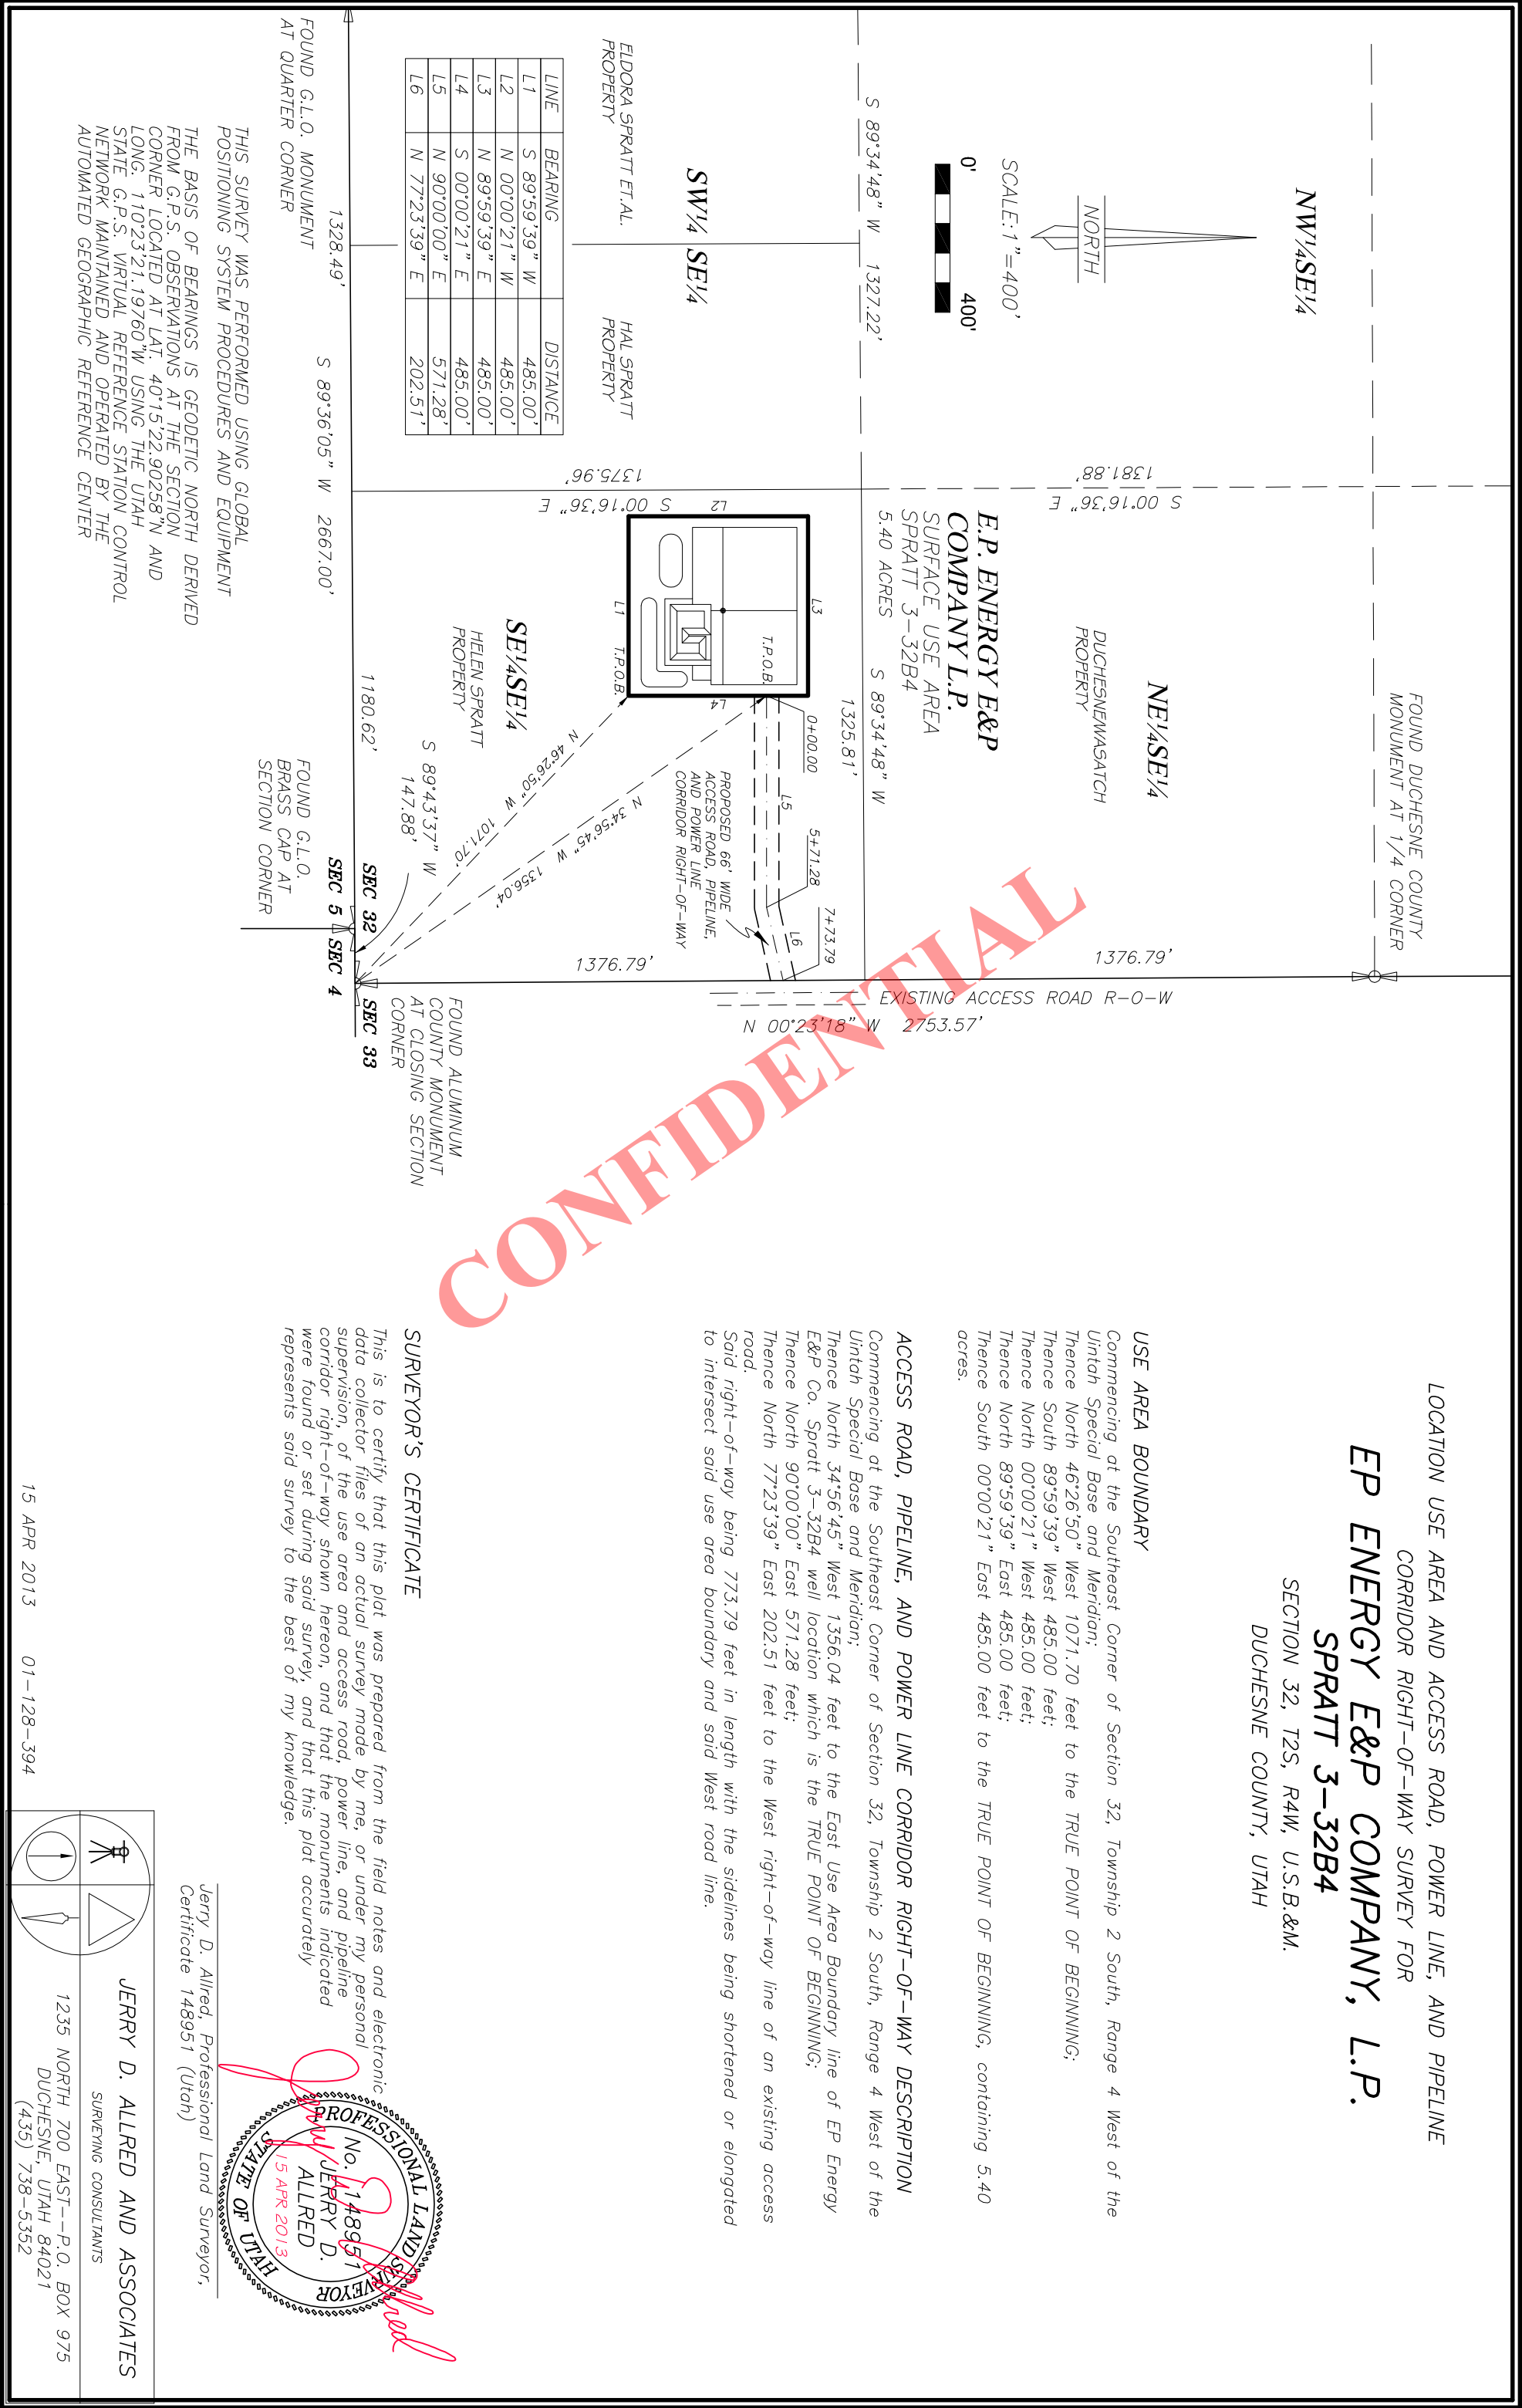 LOCATION USE AREA AND ACCESS ROAD, POWER LINE, AND PIPELINE
CORRIDOR RIGHT-OF-WAY SURVEY FOR
EP ENERGY E&P COMPANY, L.P.
SPRATT 3-32B4
SECTION 32, T2S, R4W, U.S.B.&M.
DUCHESNE COUNTY, UTAH
FOUND DUCHESNE COUNTY
MONUMENT AT 1/4 CORNER
NW¼SE¼
NE¼SE¼
NORTH
SCALE: 1"=400'
0'
400'
DUCHESNE/WASATCH
PROPERTY
1381.88'
S 00°16'36" E
1376.79'
EXISTING ACCESS ROAD R-O-W
N 00°23'18" W 2753.57'
E.P. ENERGY E&P
COMPANY L.P.
SURFACE USE AREA
SPRATT 3-32B4
5.40 ACRES
S 89°34'48" W 1327.22'
S 89°34'48" W
1325.81'
SW¼ SE¼
ELDORA SPRATT ET.AL.
PROPERTY
HAL SPRATT
PROPERTY
1375.96'
S 00°16'36" E
L3
L2
L4
L1
T.P.O.B.
T.P.O.B.
0+00.00
L5
5+71.28
L6
7+73.79
PROPOSED 66' WIDE
ACCESS ROAD, PIPELINE,
AND POWER LINE
CORRIDOR RIGHT-OF-WAY
1376.79'
N 34°56'45" W 1356.04'
N 46°26'50" W 1071.70'
LINE BEARING DISTANCE
L1 S 89°59'39" W 485.00'
L2 N 00°00'21" W 485.00'
L3 N 89°59'39" E 485.00'
L4 S 00°00'21" E 485.00'
L5 N 90°00'00" E 571.28'
L6 N 77°23'39" E 202.51'
SE¼SE¼
HELEN SPRATT
PROPERTY
S 89°43'37" W
147.88'
1328.49'
S 89°36'05" W 2667.00'
1180.62'
FOUND G.L.O. MONUMENT
AT QUARTER CORNER
FOUND G.L.O.
BRASS CAP AT
SECTION CORNER
SEC 32
SEC 33
SEC 5
SEC 4
FOUND ALUMINUM
COUNTY MONUMENT
AT CLOSING SECTION
CORNER
THIS SURVEY WAS PERFORMED USING GLOBAL
POSITIONING SYSTEM PROCEDURES AND EQUIPMENT
THE BASIS OF BEARINGS IS GEODETIC NORTH DERIVED
FROM G.P.S. OBSERVATIONS AT THE SECTION
CORNER LOCATED AT LAT. 40°15'22.90258"N AND
LONG. 110°23'21.19760"W USING THE UTAH
STATE G.P.S. VIRTUAL REFERENCE STATION CONTROL
NETWORK MAINTAINED AND OPERATED BY THE
AUTOMATED GEOGRAPHIC REFERENCE CENTER
CONFIDENTIAL
USE AREA BOUNDARY
Commencing at the Southeast Corner of Section 32, Township 2 South, Range 4 West of the
Uintah Special Base and Meridian;
Thence North 46°26'50" West 1071.70 feet to the TRUE POINT OF BEGINNING;
Thence South 89°59'39" West 485.00 feet;
Thence North 00°00'21" West 485.00 feet;
Thence North 89°59'39" East 485.00 feet;
Thence South 00°00'21" East 485.00 feet to the TRUE POINT OF BEGINNING, containing 5.40
acres.
ACCESS ROAD, PIPELINE, AND POWER LINE CORRIDOR RIGHT-OF-WAY DESCRIPTION
Commencing at the Southeast Corner of Section 32, Township 2 South, Range 4 West of the
Uintah Special Base and Meridian;
Thence North 34°56'45" West 1356.04 feet to the East Use Area Boundary line of EP Energy
E&P Co. Spratt 3-32B4 well location which is the TRUE POINT OF BEGINNING;
Thence North 90°00'00" East 571.28 feet;
Thence North 77°23'39" East 202.51 feet to the West right-of-way line of an existing access
road.
Said right-of-way being 773.79 feet in length with the sidelines being shortened or elongated
to intersect said use area boundary and said West road line.
SURVEYOR'S CERTIFICATE
This is to certify that this plat was prepared from the field notes and electronic
data collector files of an actual survey made by me, or under my personal
supervision, of the use area and access road, power line, and pipeline
corridor right-of-way shown hereon, and that the monuments indicated
were found or set during said survey, and that this plat accurately
represents said survey to the best of my knowledge.
Jerry D. Allred, Professional Land Surveyor,
Certificate 148951 (Utah)
PROFESSIONAL LAND SURVEYOR
No. 148951
JERRY D.
ALLRED
15 APR 2013
STATE OF UTAH
Jerry D. Allred
15 APR 2013 01-128-394
JERRY D. ALLRED AND ASSOCIATES
SURVEYING CONSULTANTS
1235 NORTH 700 EAST--P.O. BOX 975
DUCHESNE, UTAH 84021
(435) 738-5352